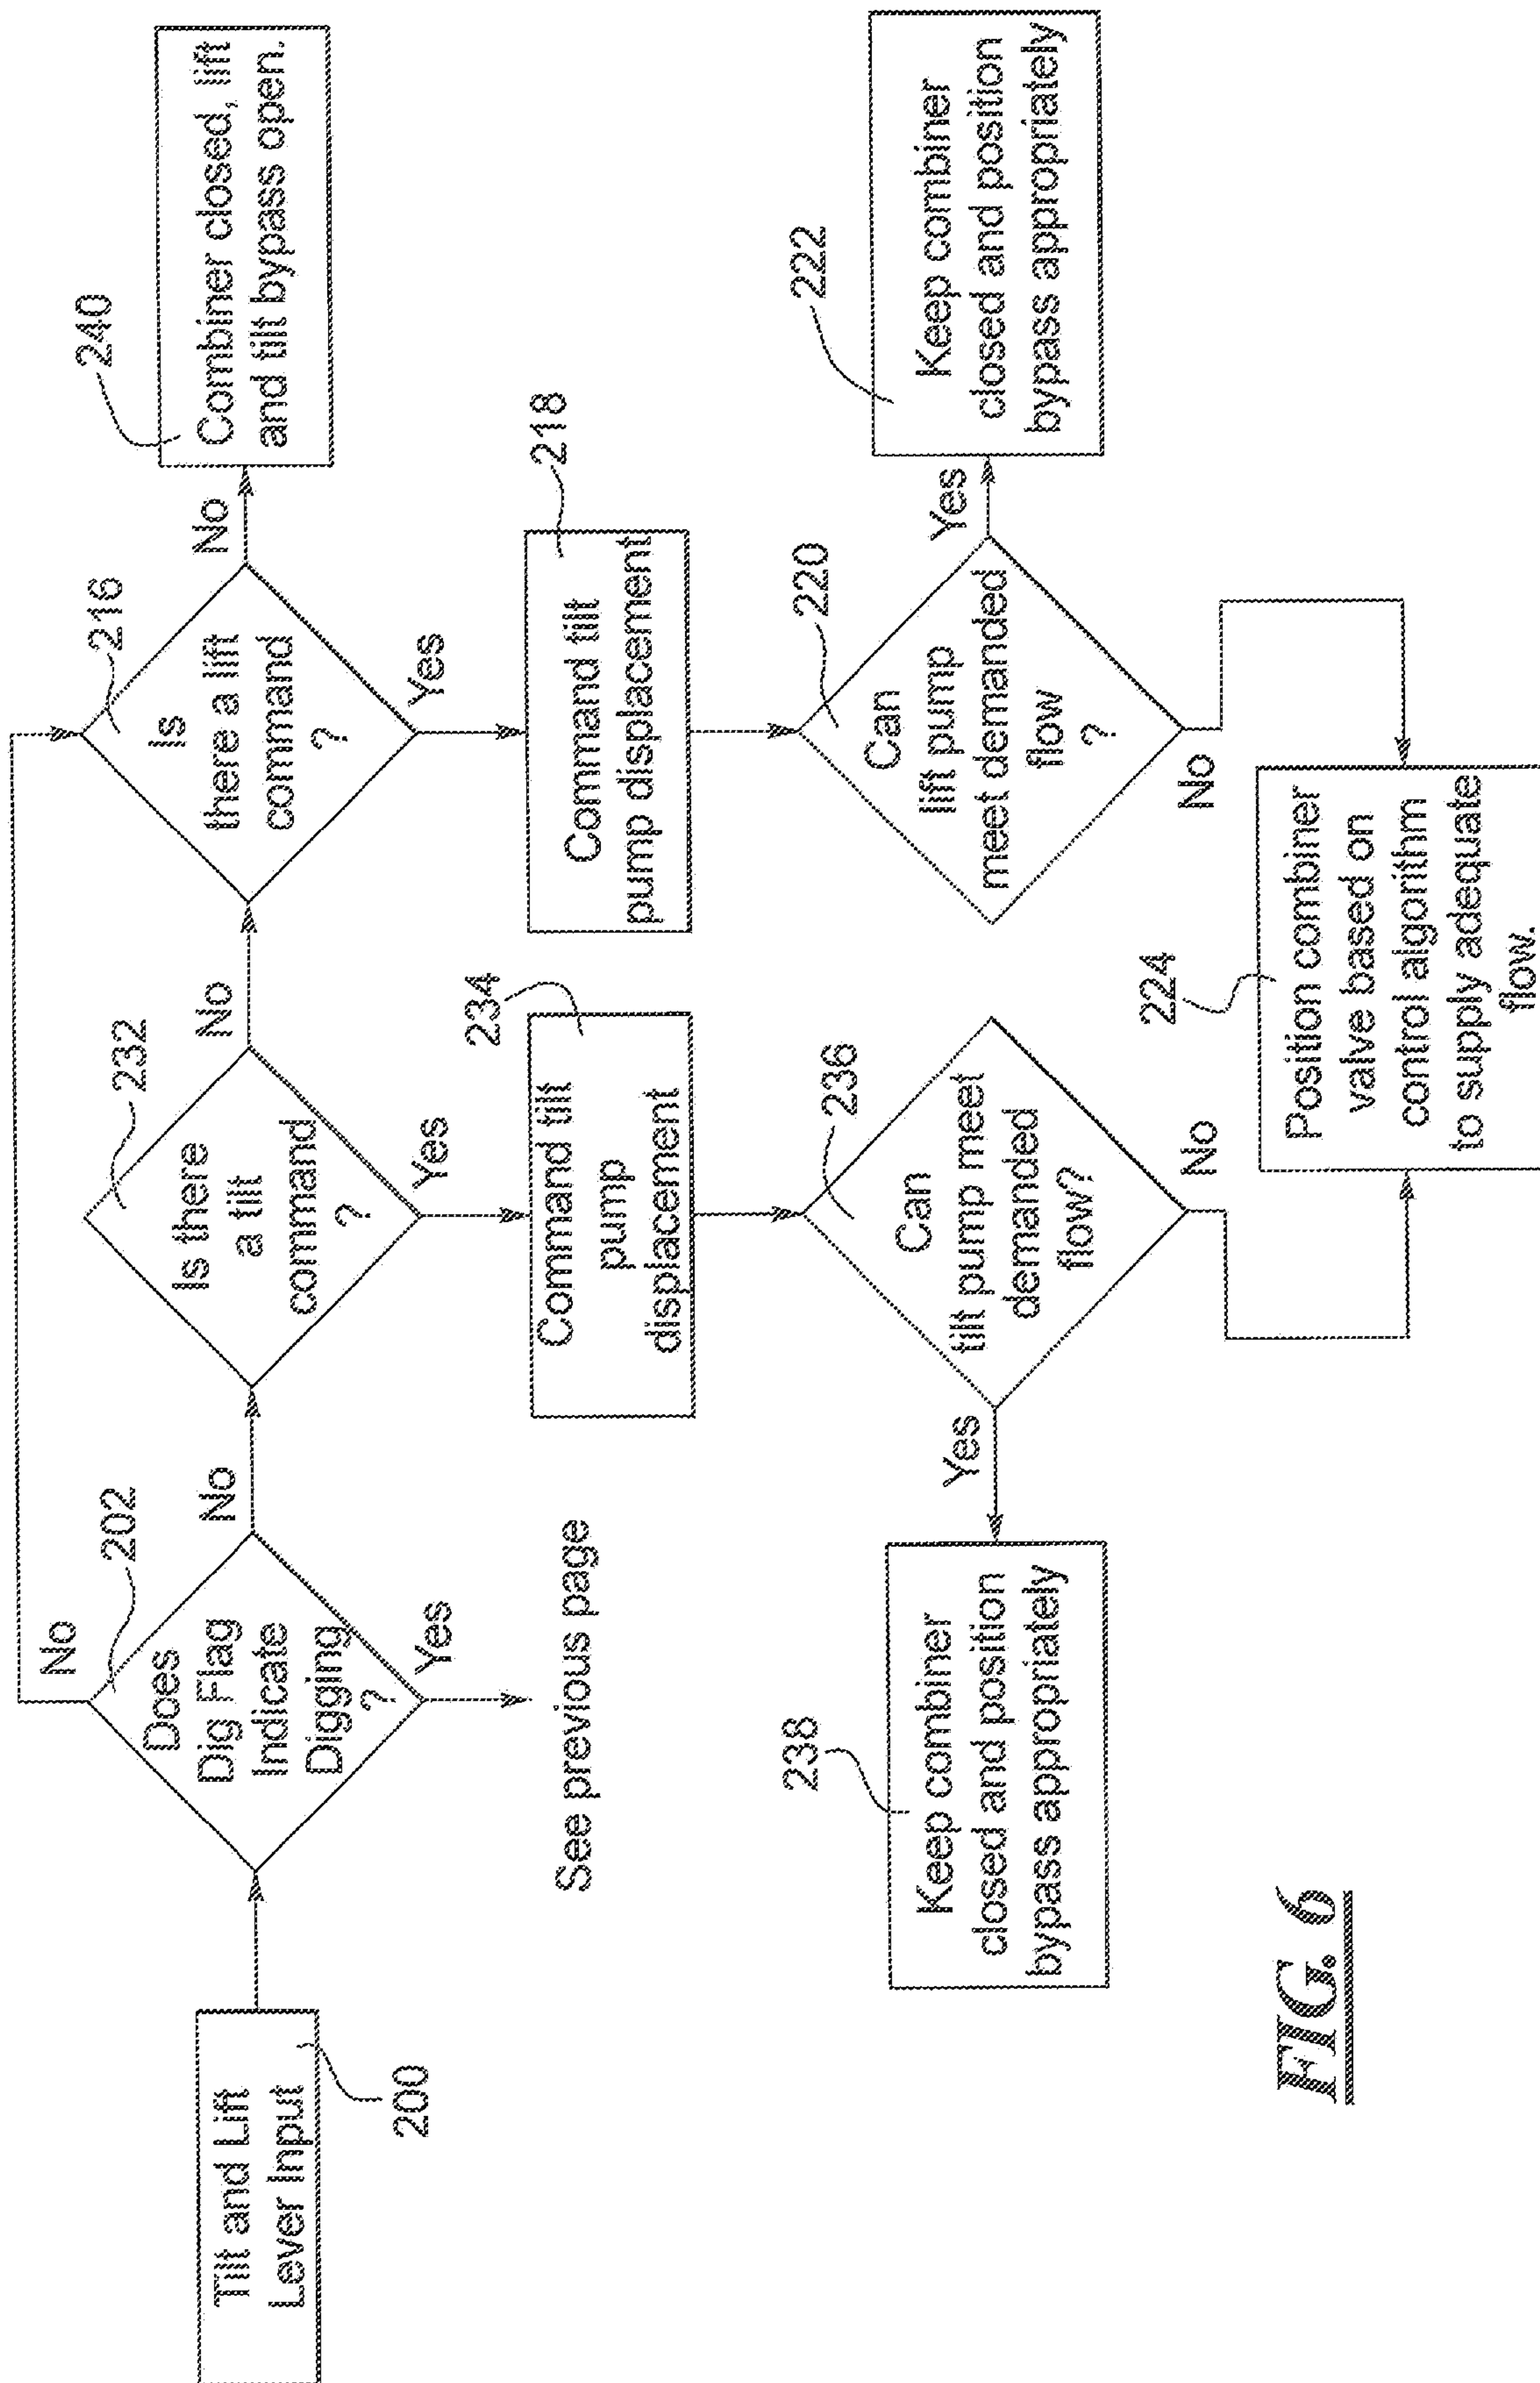 Tilt and Lift
Lever Input
200
Does
Dig Flag
Indicate
Digging
?
202
No
No
Yes
See previous page
Is there
a tilt
command
?
232
No
Yes
Is
there a lift
command
?
216
No
Yes
Combiner closed, lift
and tilt bypass open.
240
Command tilt
pump
displacement
234
Command tilt
pump displacement
218
Can
tilt pump meet
demanded
flow?
236
Yes
No
Keep combiner
closed and position
bypass appropriately
238
Can
lift pump
meet demanded
flow
?
220
Yes
No
Keep combiner
closed and position
bypass appropriately
222
Position combiner
valve based on
control algorithm
to supply adequate
flow.
224
FIG. 6